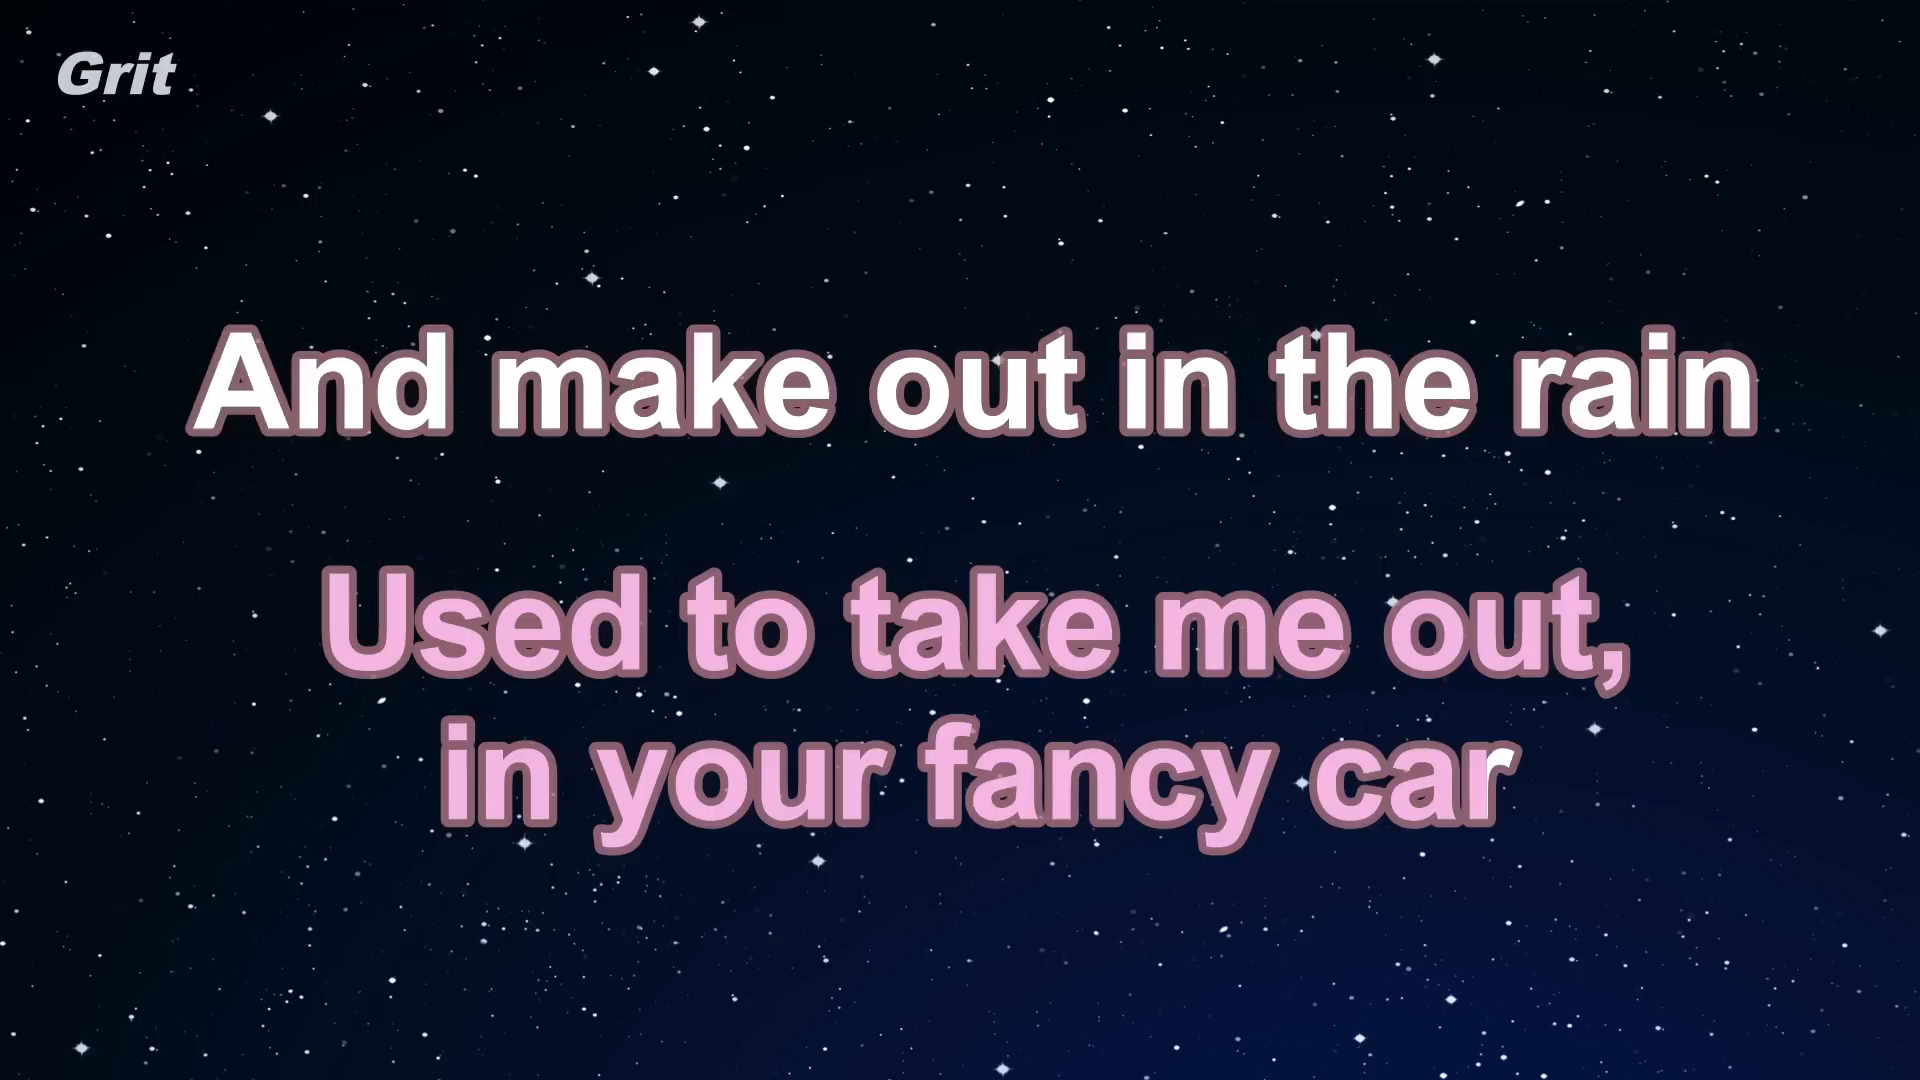 Grit
And make out in the rain
Used to take me out,
in your fancy car